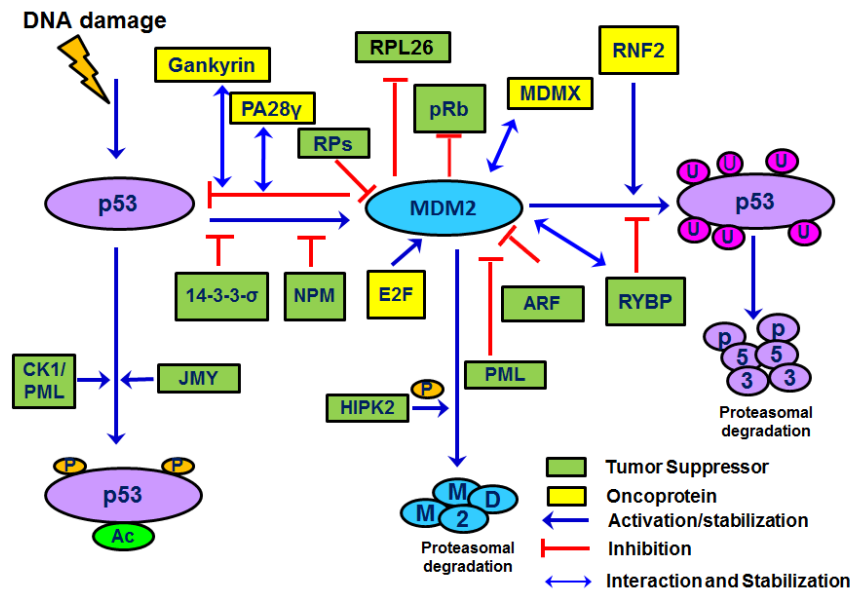 DNA damage
Gankyrin
PA28γ
RPs
RPL26
pRb
MDMX
RNF2
p53
MDM2
U
U
U
p53
U
U
U
14-3-3-σ
NPM
E2F
ARF
RYBP
PML
CK1/
PML
JMY
HIPK2
P
p
5
3
p
5
3
Proteasomal
degradation
P
P
p53
Ac
M
D
M
2
Proteasomal
degradation
Tumor Suppressor
Oncoprotein
Activation/stabilization
Inhibition
Interaction and Stabilization